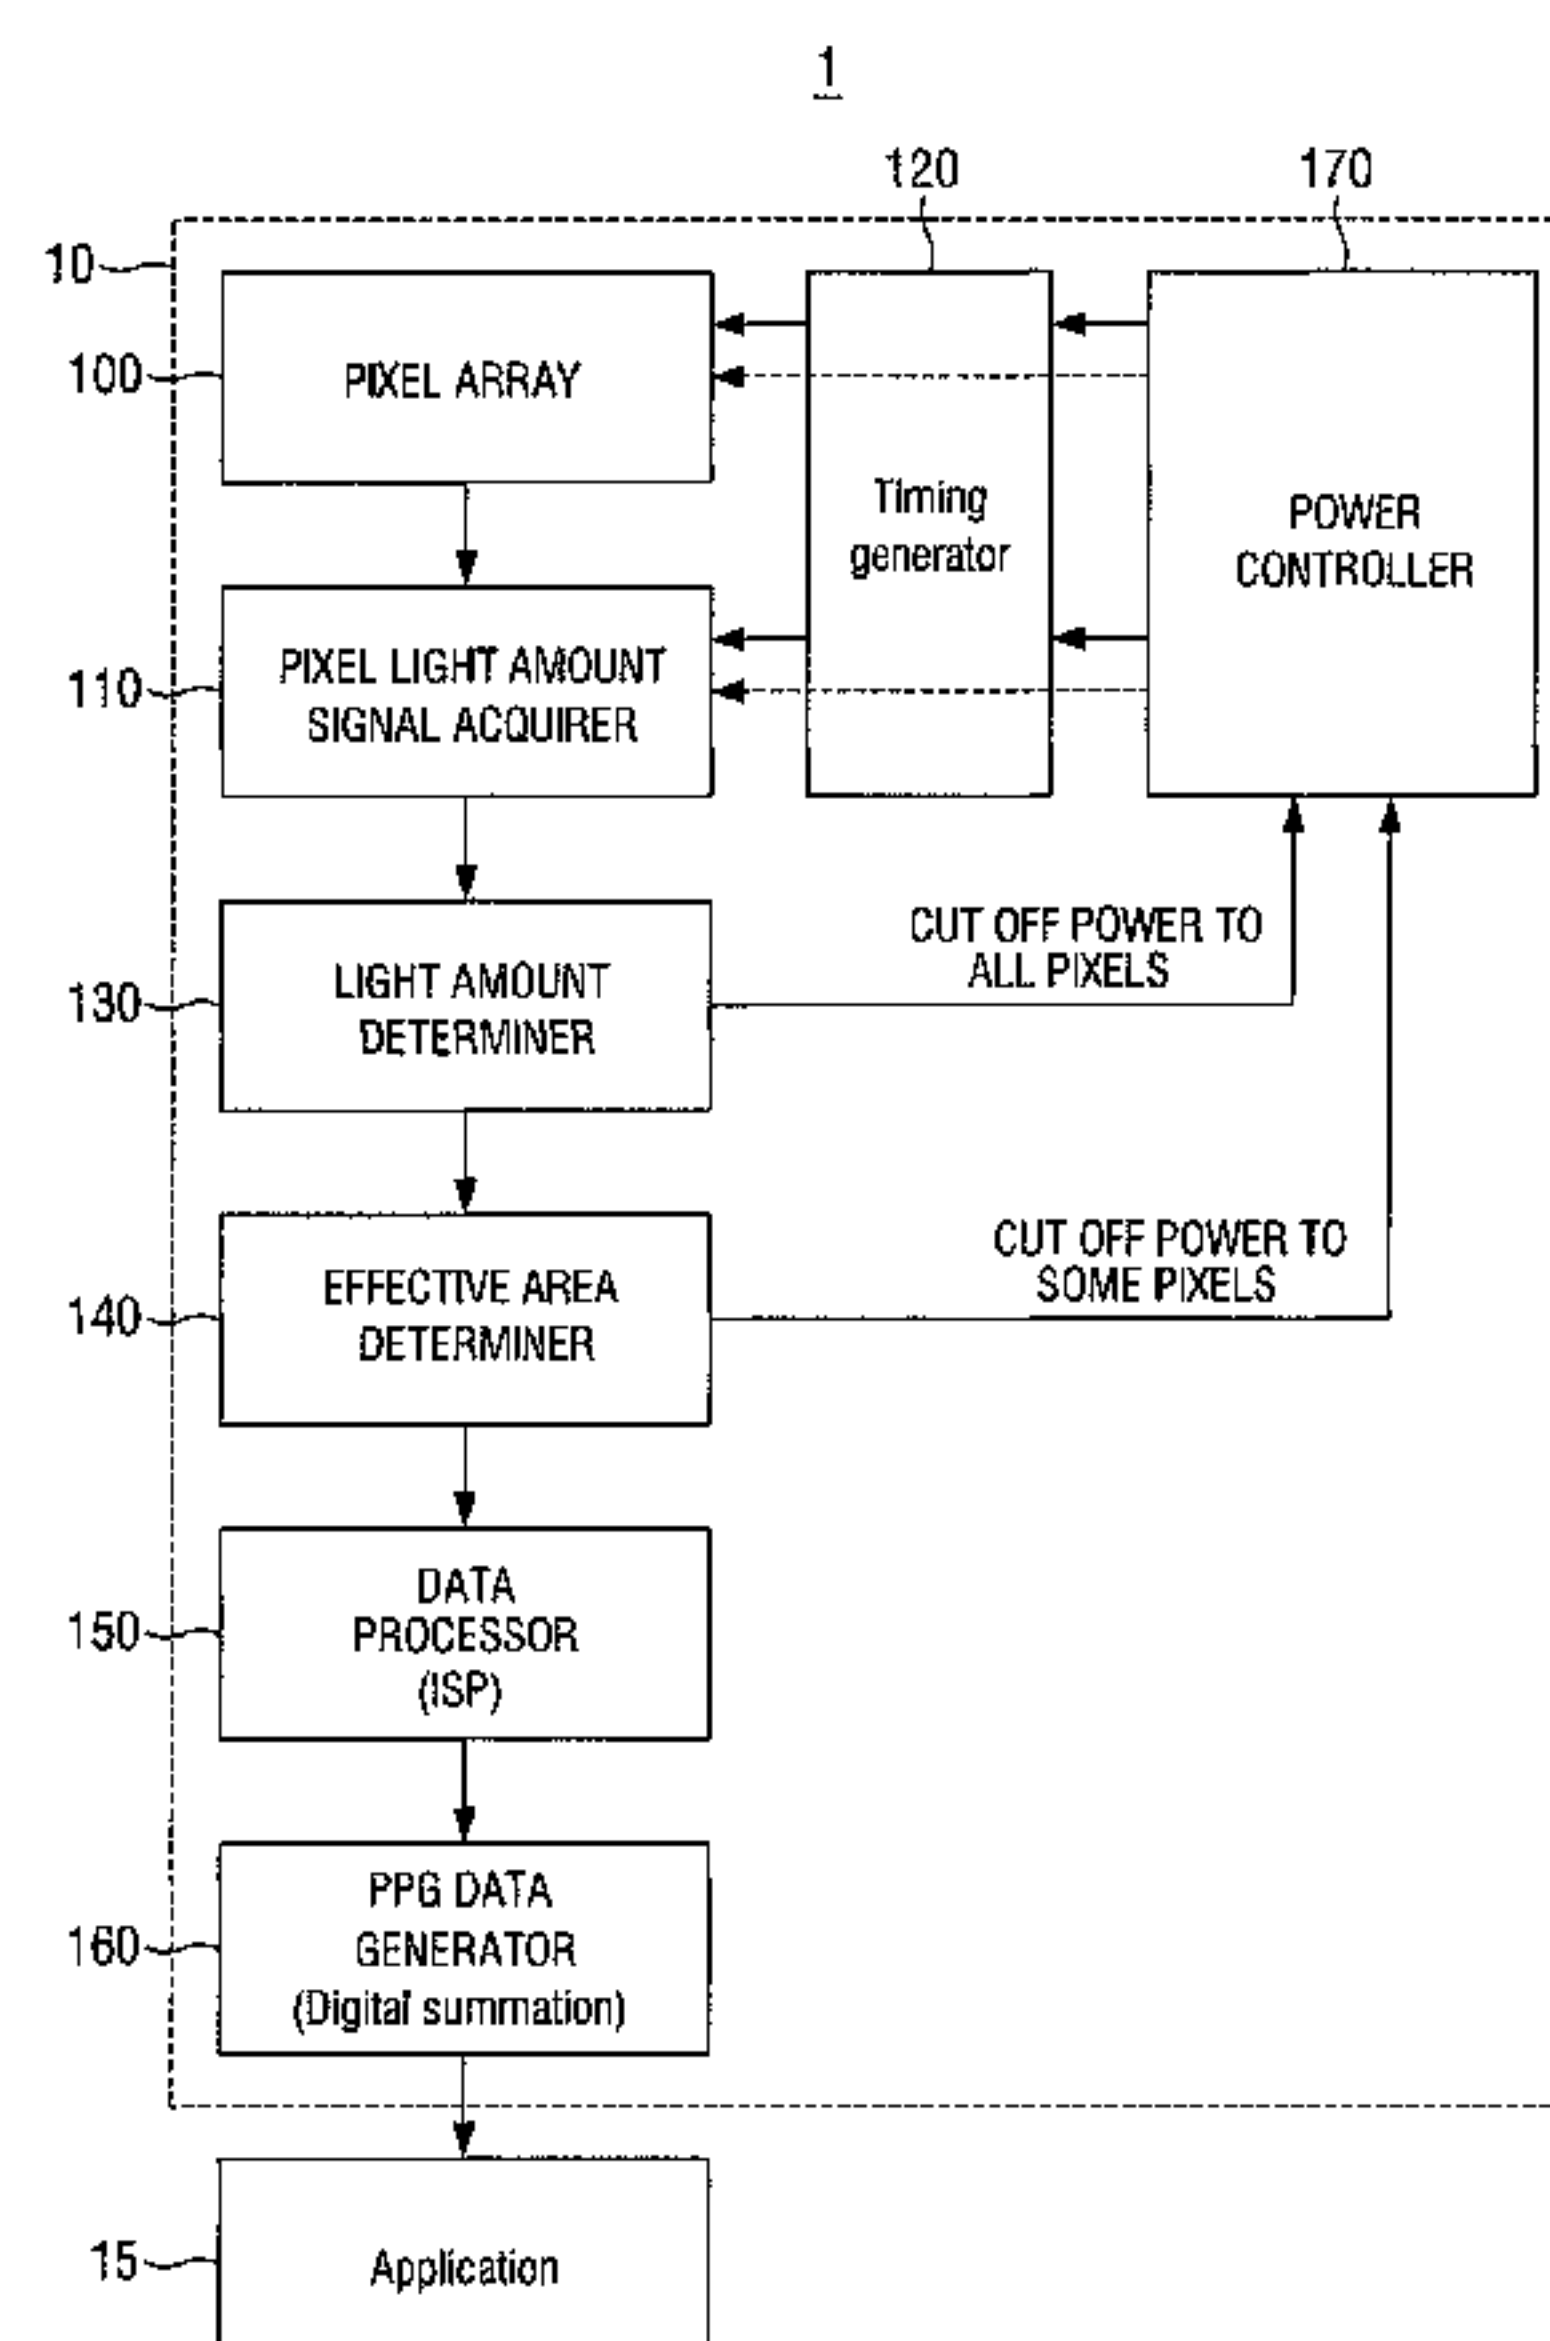 1
120
170
10
100
PIXEL ARRAY
Timing
generator
POWER
CONTROLLER
110
PIXEL LIGHT AMOUNT
SIGNAL ACQUIRER
CUT OFF POWER TO
ALL PIXELS
130
LIGHT AMOUNT
DETERMINER
CUT OFF POWER TO
SOME PIXELS
140
EFFECTIVE AREA
DETERMINER
150
DATA
PROCESSOR
(ISP)
160
PPG DATA
GENERATOR
(Digital summation)
15
Application